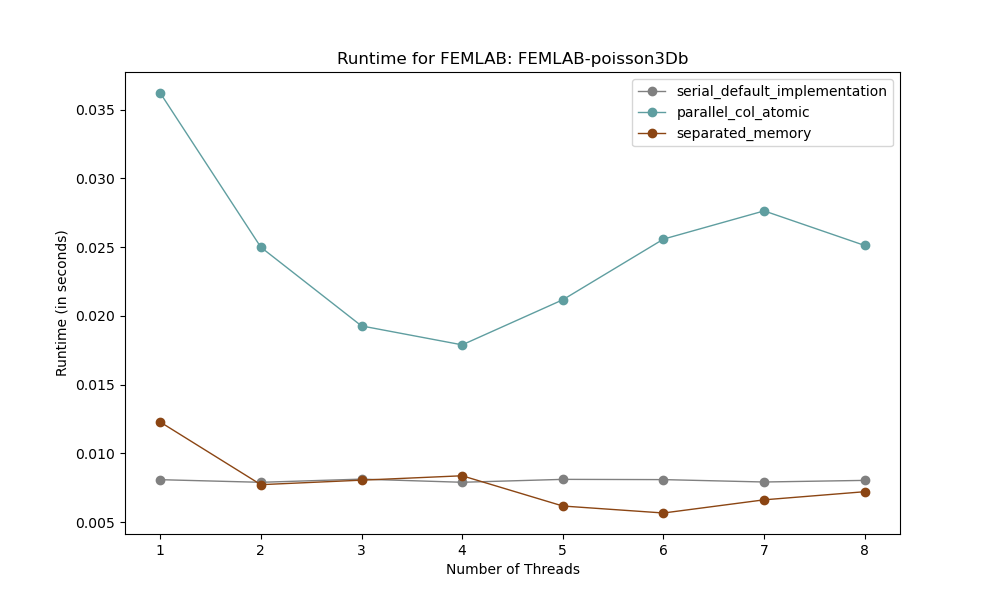 Runtime for FEMLAB: FEMLAB-poisson3Db
serial_default_implementation
parallel_col_atomic
separated_memory
Runtime (in seconds)
0.035
0.030
0.025
0.020
0.015
0.010
0.005
1 2 3 4 5 6 7 8
Number of Threads